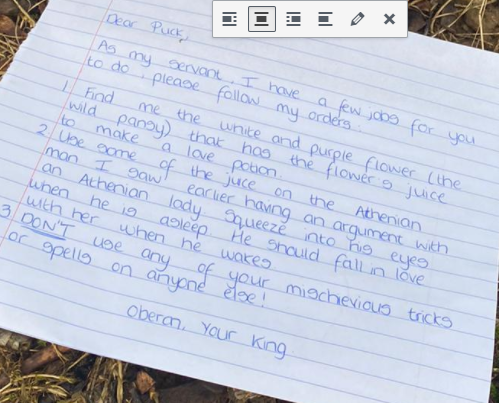 Dear Puck,
As my servant, I have a few jobs for you
to do. please follow my orders.
1. Find me the white and purple flower (the
wild pansy) that has the flower's juice
to make a love potion.
2. Use some of the juice on the Athenian
man I saw earlier having an argument with
an Athenian lady squeeze into his eyes
when he is asleep. He should fall in love
with her when he wakes
3. DON'T use any of your mischievious tricks
or spells on anyone else!
Oberan, Your King